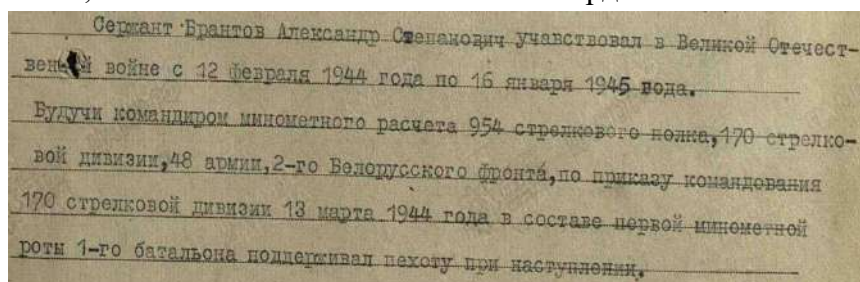 Сержант Брантов Александр Степанович учавствовал в Великой Отечест-
венной войне с 12 февраля 1944 года по 16 января 1945 года.
Будучи командиром минометного расчета 954 стрелкового полка,170 стрелко-
вой дивизии,48 армии,2-го Белорусского фронта,по приказу командования
170 стрелковой дивизии 13 марта 1944 года в составе первой минометной
роты 1-го батальона поддерживал пехоту при наступлении.